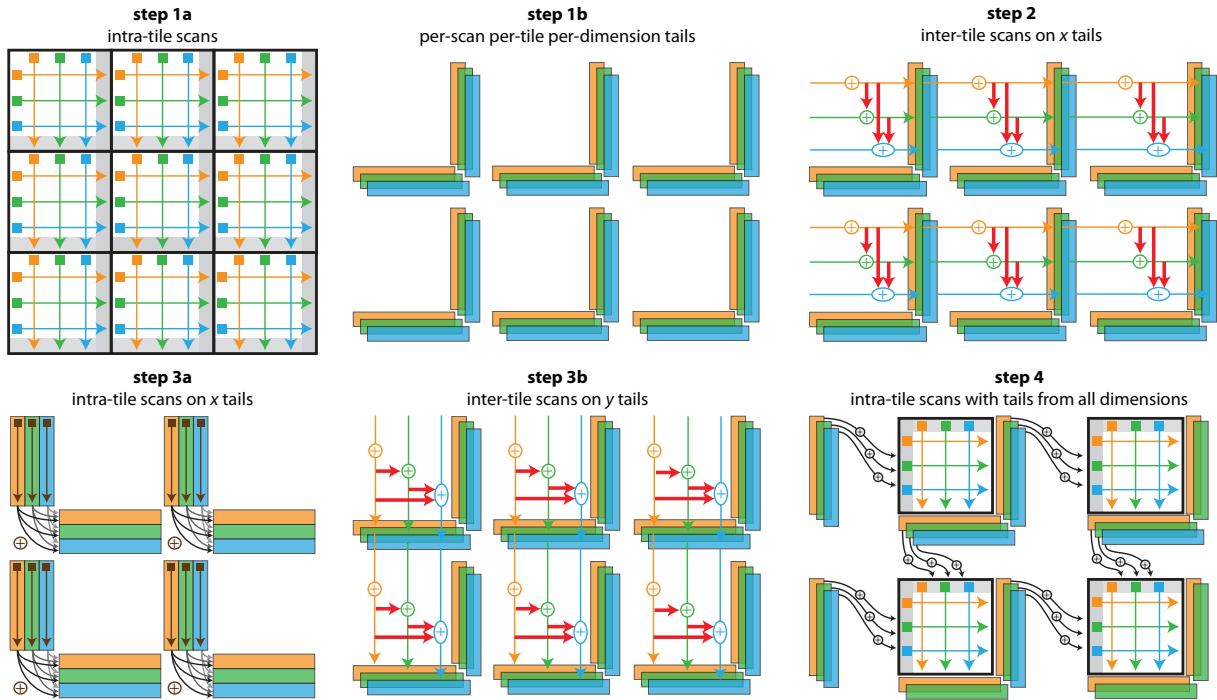 step 1a
intra-tile scans
step 1b
per-scan per-tile per-dimension tails
step 2
inter-tile scans on x tails
step 3a
intra-tile scans on x tails
step 3b
inter-tile scans on y tails
step 4
intra-tile scans with tails from all dimensions